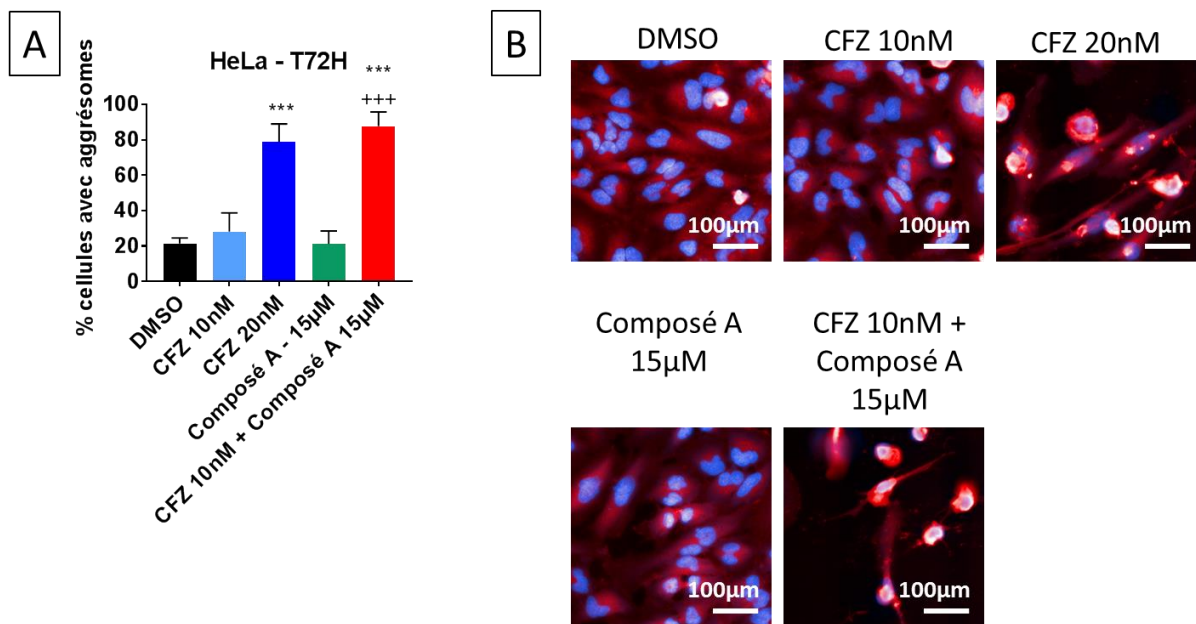 A
HeLa - T72H
% cellules avec aggrésomes
100
80
60
40
20
0
***
***
+++
DMSO
CFZ 10nM
CFZ 20nM
Composé A - 15µM
CFZ 10nM + Composé A 15µM
B
DMSO
CFZ 10nM
CFZ 20nM
100µm
100µm
100µm
Composé A
15µM
CFZ 10nM +
Composé A
15µM
100µm
100µm